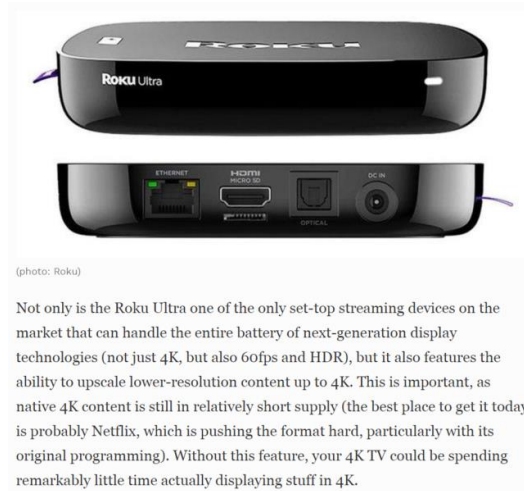 ROKU
ROKU Ultra
ETHERNET
HDMI
MICRO SD
OPTICAL
DC IN
(photo: Roku)
Not only is the Roku Ultra one of the only set-top streaming devices on the
market that can handle the entire battery of next-generation display
technologies (not just 4K, but also 60fps and HDR), but it also features the
ability to upscale lower-resolution content up to 4K. This is important, as
native 4K content is still in relatively short supply (the best place to get it today
is probably Netflix, which is pushing the format hard, particularly with its
original programming). Without this feature, your 4K TV could be spending
remarkably little time actually displaying stuff in 4K.